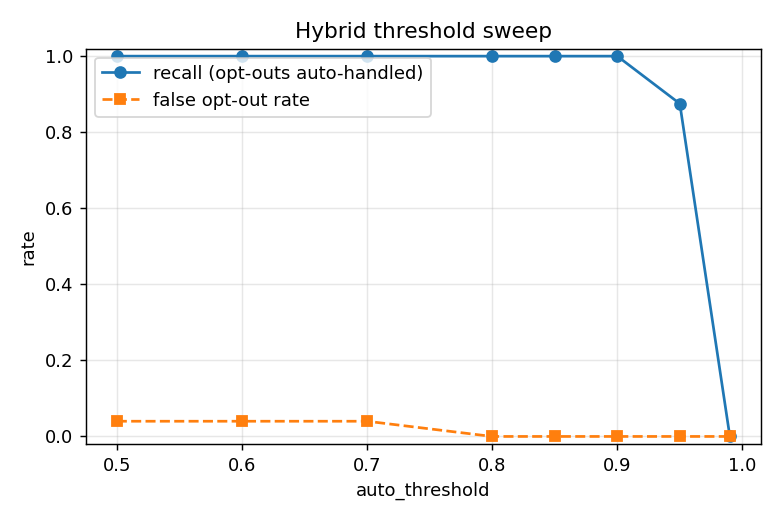 Hybrid threshold sweep
1.0
recall (opt-outs auto-handled)
false opt-out rate
0.8
0.6
rate
0.4
0.2
0.0
0.5 0.6 0.7 0.8 0.9 1.0
auto_threshold